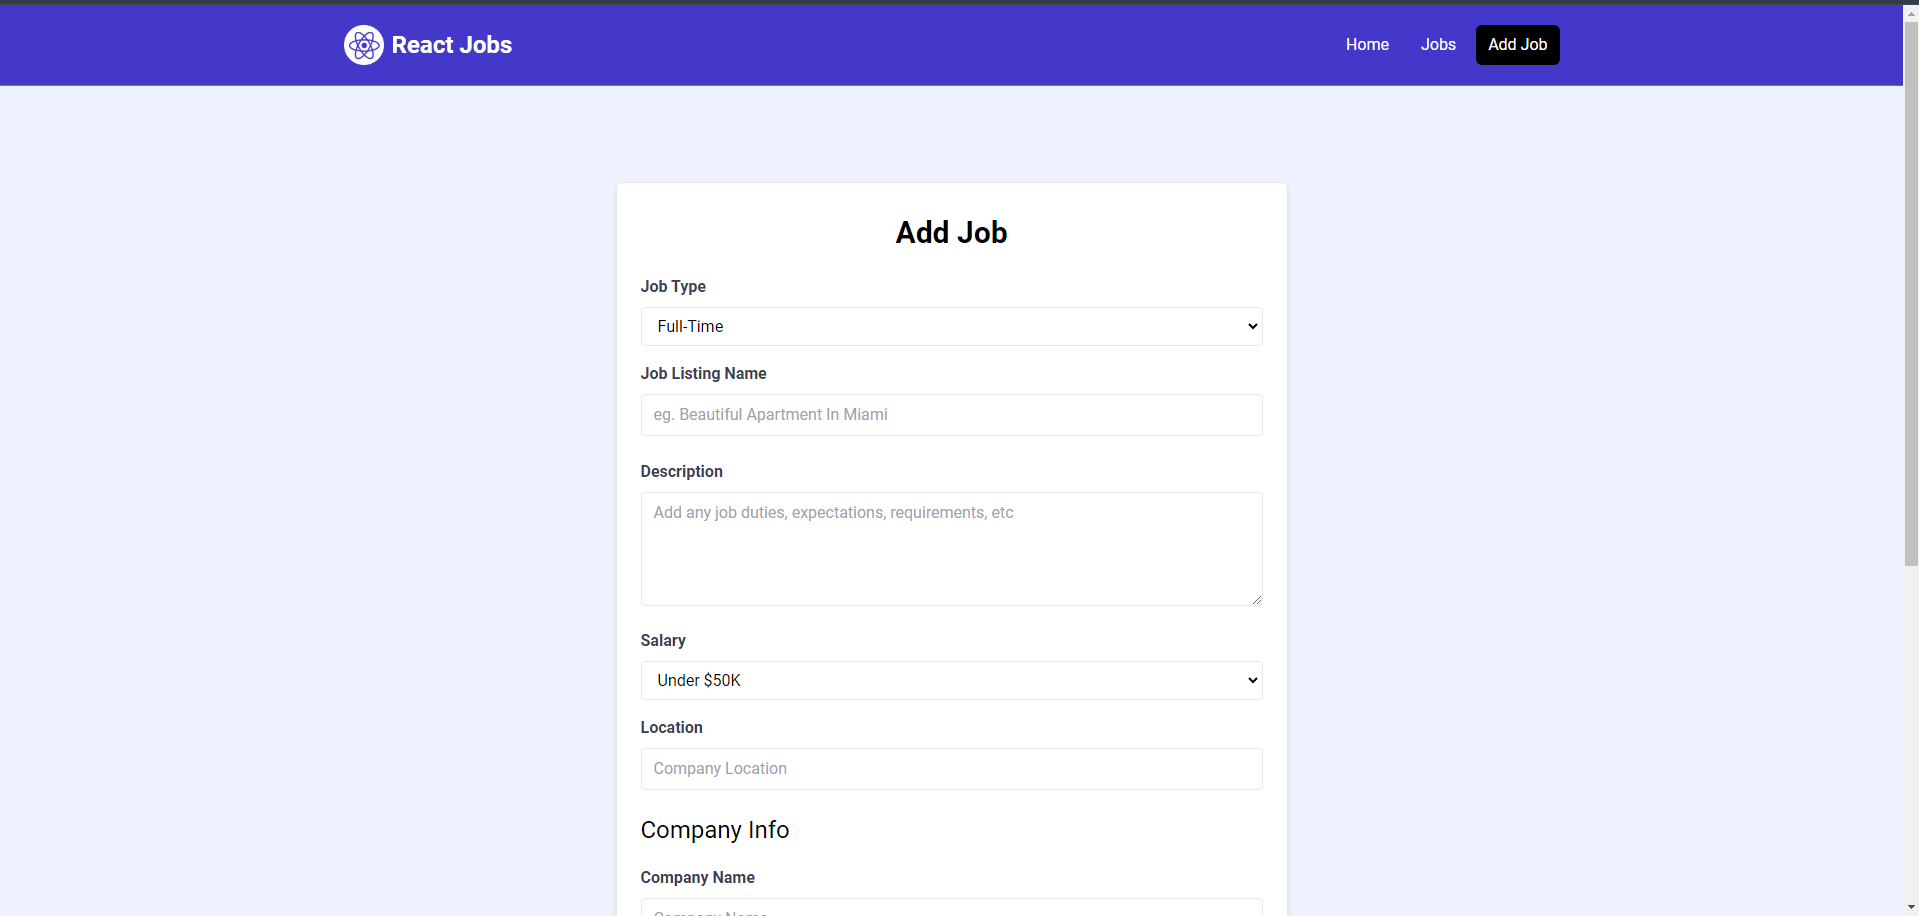 React Jobs
Home Jobs Add Job
Add Job
Job Type
Full-Time
Job Listing Name
eg. Beautiful Apartment In Miami
Description
Add any job duties, expectations, requirements, etc
Salary
Under $50K
Location
Company Location
Company Info
Company Name
Company Name